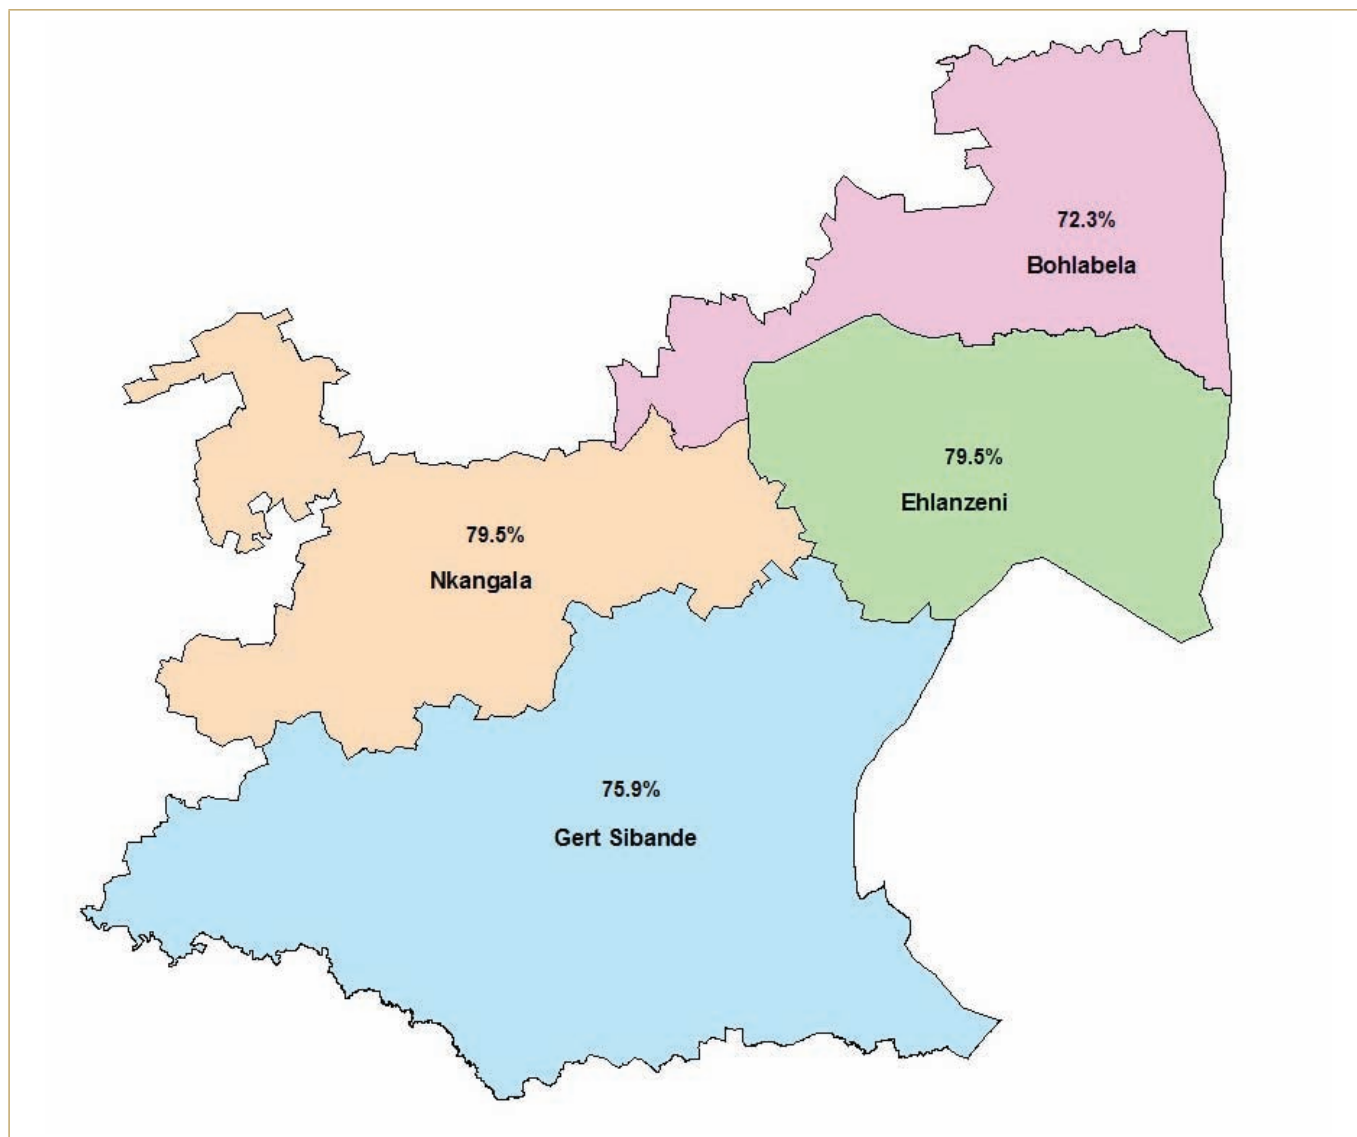 72.3%
Bohlabela
79.5%
Ehlanzeni
79.5%
Nkangala
75.9%
Gert Sibande